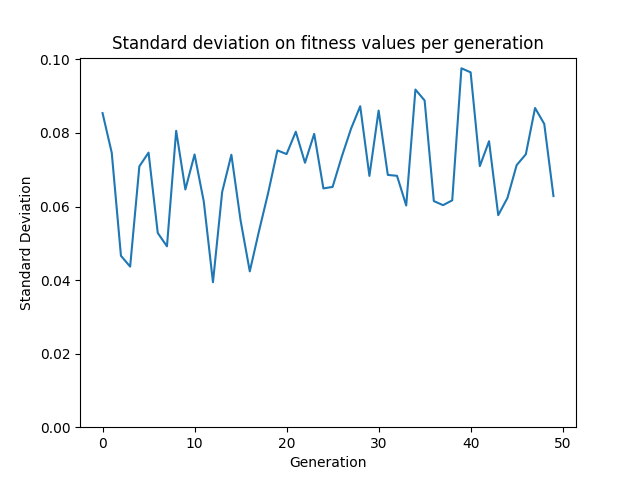 Standard deviation on fitness values per generation
0.10
0.08
0.06
0.04
0.02
0.00
Standard Deviation
0 10 20 30 40 50
Generation